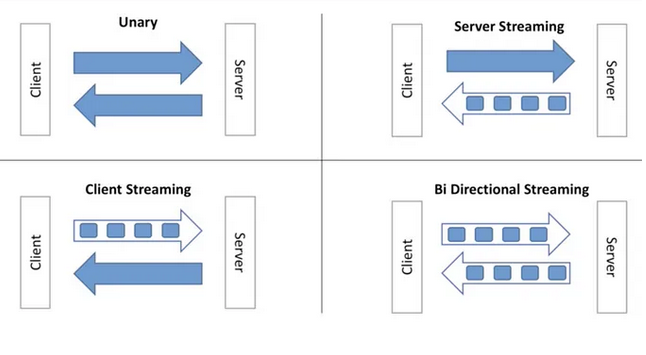 Unary
Client
Server
Server Streaming
Client
Server
Client Streaming
Client
Server
Bi Directional Streaming
Client
Server